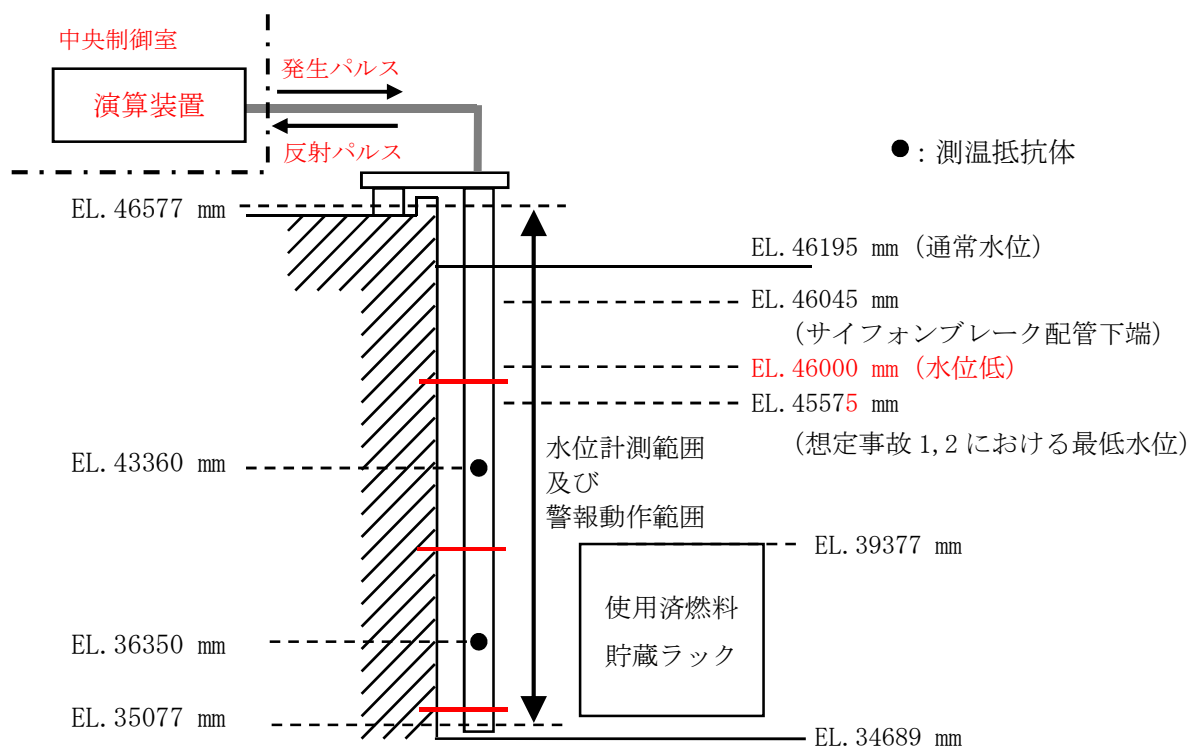 中央制御室
発生パルス
演算装置
反射パルス
●：測温抵抗体
EL.46577 mm
EL.46195 mm（通常水位）
EL.46045 mm
（サイフォンブレーク配管下端）
EL.46000 mm（水位低）
EL.45575 mm
（想定事故1,2における最低水位）
水位計測範囲
及び
警報動作範囲
EL.43360 mm
EL.39377 mm
使用済燃料
貯蔵ラック
EL.36350 mm
EL.35077 mm
EL.34689 mm